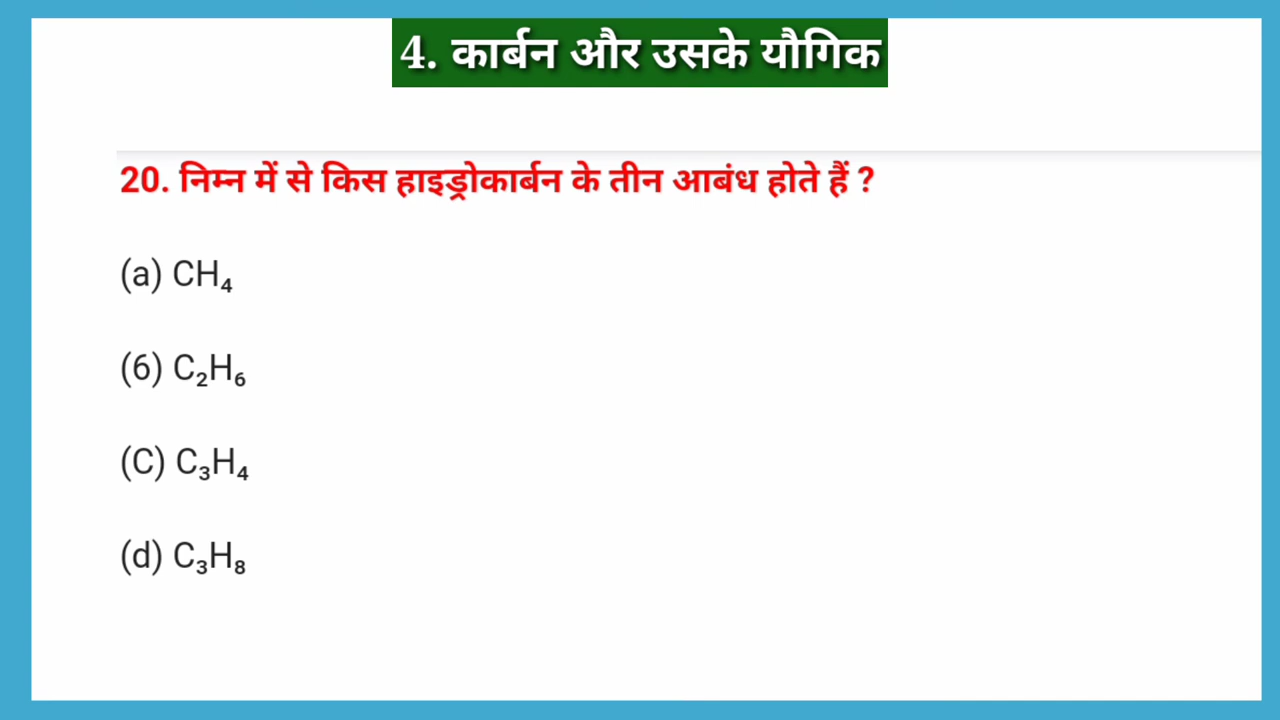 4. कार्बन और उसके यौगिक
20. निम्न में से किस हाइड्रोकार्बन के तीन आबंध होते हैं ?
(a) CH₄
(6) C₂H₆
(C) C₃H₄
(d) C₃H₈